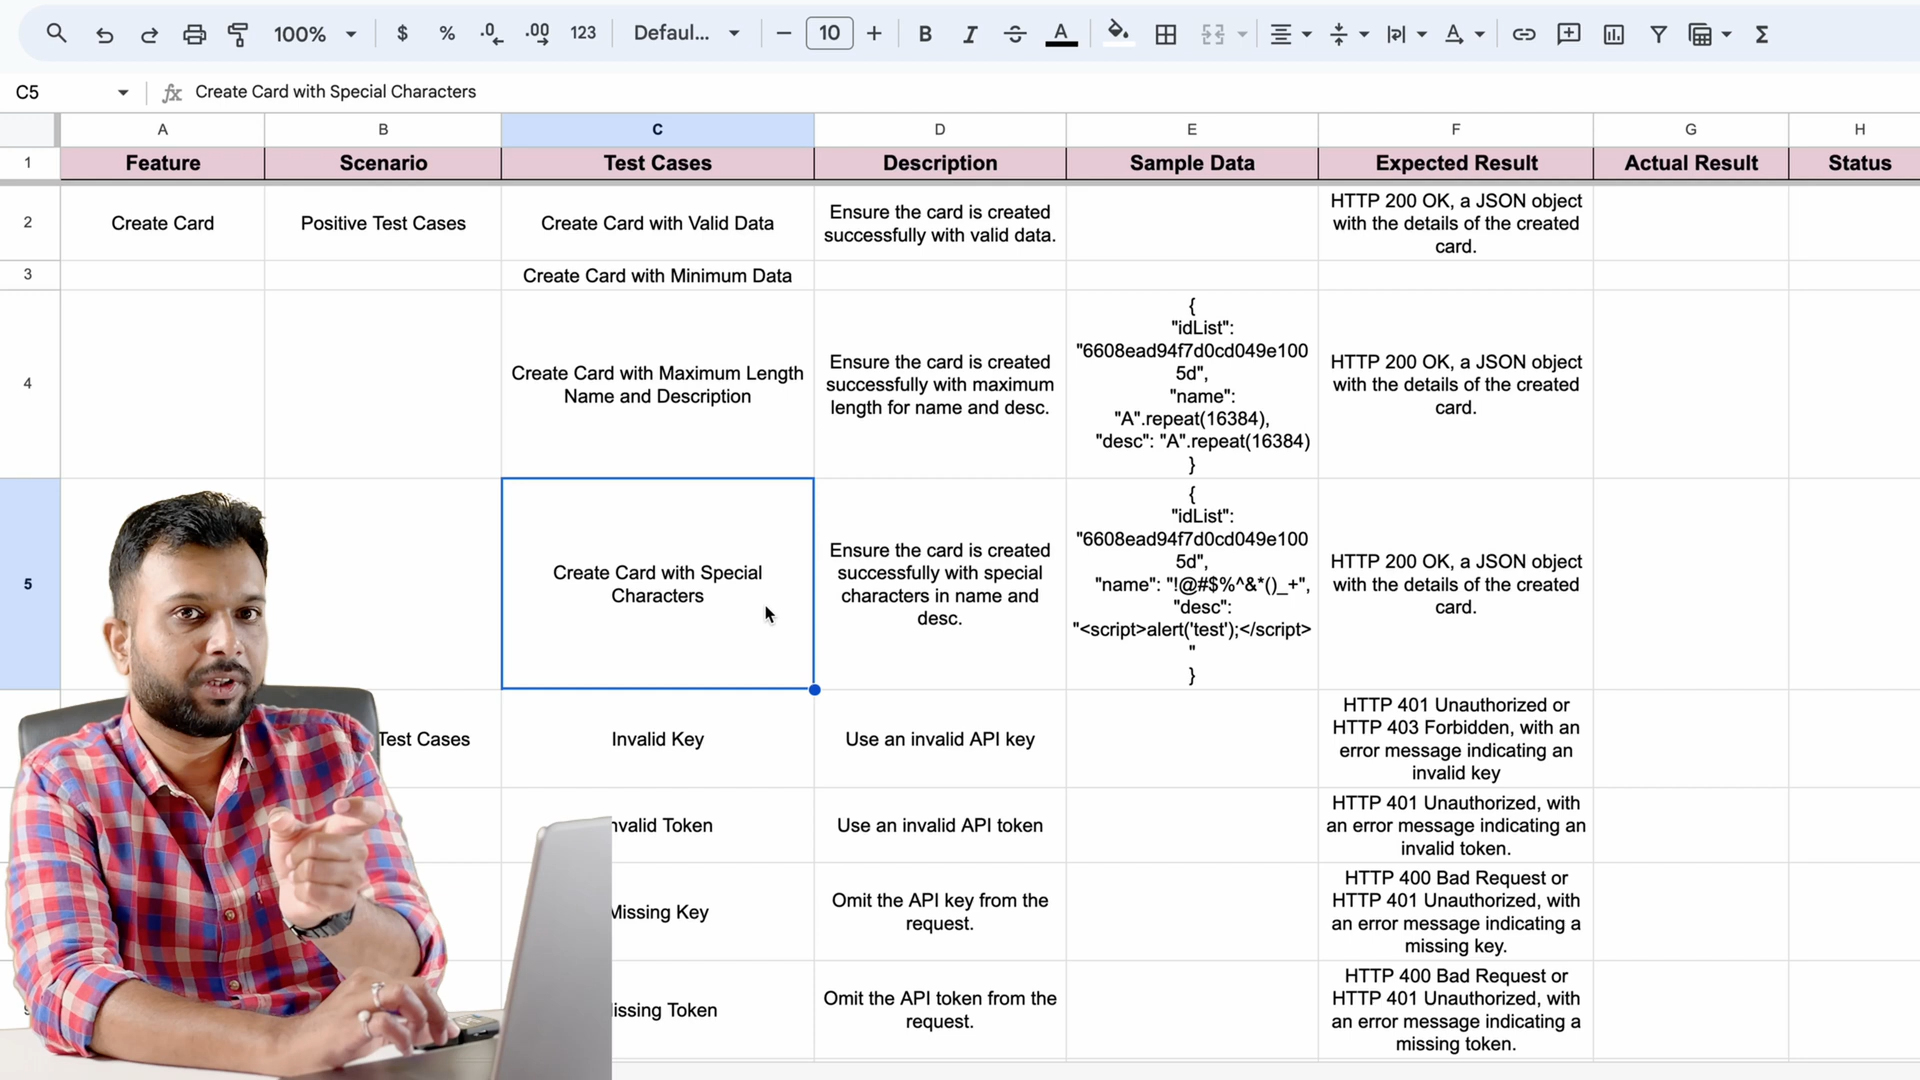 100%
$
%
.0
.00
123
Defaul...
10
B
I
A
A
Σ
C5
fx
Create Card with Special Characters
A
B
C
D
E
F
G
H
1
Feature
Scenario
Test Cases
Description
Sample Data
Expected Result
Actual Result
Status
2
Create Card
Positive Test Cases
Create Card with Valid Data
Ensure the card is created
successfully with valid data.
HTTP 200 OK, a JSON object
with the details of the created
card.
3
Create Card with Minimum Data
4
Create Card with Maximum Length
Name and Description
Ensure the card is created
successfully with maximum
length for name and desc.
{
"idList":
"6608ead94f7d0cd049e100
5d",
"name":
"A".repeat(16384),
"desc": "A".repeat(16384)
}
HTTP 200 OK, a JSON object
with the details of the created
card.
5
Create Card with Special
Characters
Ensure the card is created
successfully with special
characters in name and
desc.
{
"idList":
"6608ead94f7d0cd049e100
5d",
"name": "!@#$%^&*()_+",
"desc":
"<script>alert('test');</script>
"
}
HTTP 200 OK, a JSON object
with the details of the created
card.
Test Cases
Invalid Key
Use an invalid API key
HTTP 401 Unauthorized or
HTTP 403 Forbidden, with an
error message indicating an
invalid key
nvalid Token
Use an invalid API token
HTTP 401 Unauthorized, with
an error message indicating an
invalid token.
Missing Key
Omit the API key from the
request.
HTTP 400 Bad Request or
HTTP 401 Unauthorized, with
an error message indicating a
missing key.
issing Token
Omit the API token from the
request.
HTTP 400 Bad Request or
HTTP 401 Unauthorized, with
an error message indicating a
missing token.